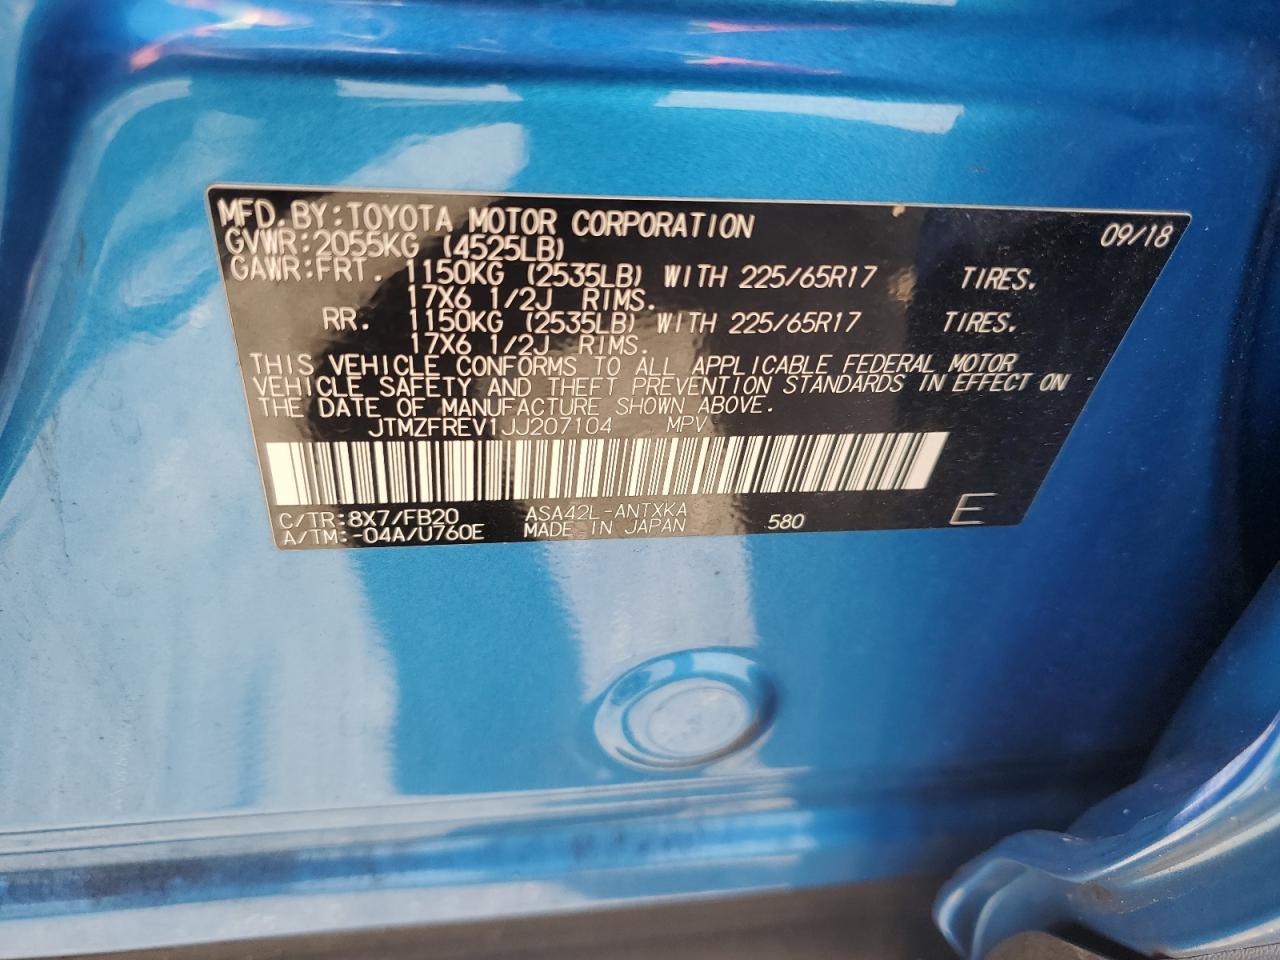 MFD. BY:TOYOTA MOTOR CORPORATION 09/18
GVWR:2055KG (4525LB)
GAWR:FRT. 1150KG (2535LB) WITH 225/65R17 TIRES.
17X6 1/2J RIMS.
RR. 1150KG (2535LB) WITH 225/65R17 TIRES.
17X6 1/2J RIMS.
THIS VEHICLE CONFORMS TO ALL APPLICABLE FEDERAL MOTOR
VEHICLE SAFETY AND THEFT PREVENTION STANDARDS IN EFFECT ON
THE DATE OF MANUFACTURE SHOWN ABOVE.
JTMZFREV1JJ207104 MPV
C/TR:8X7/FB20 ASA42L-ANTXKA 580 E
A/TM:-04A/U760E MADE IN JAPAN